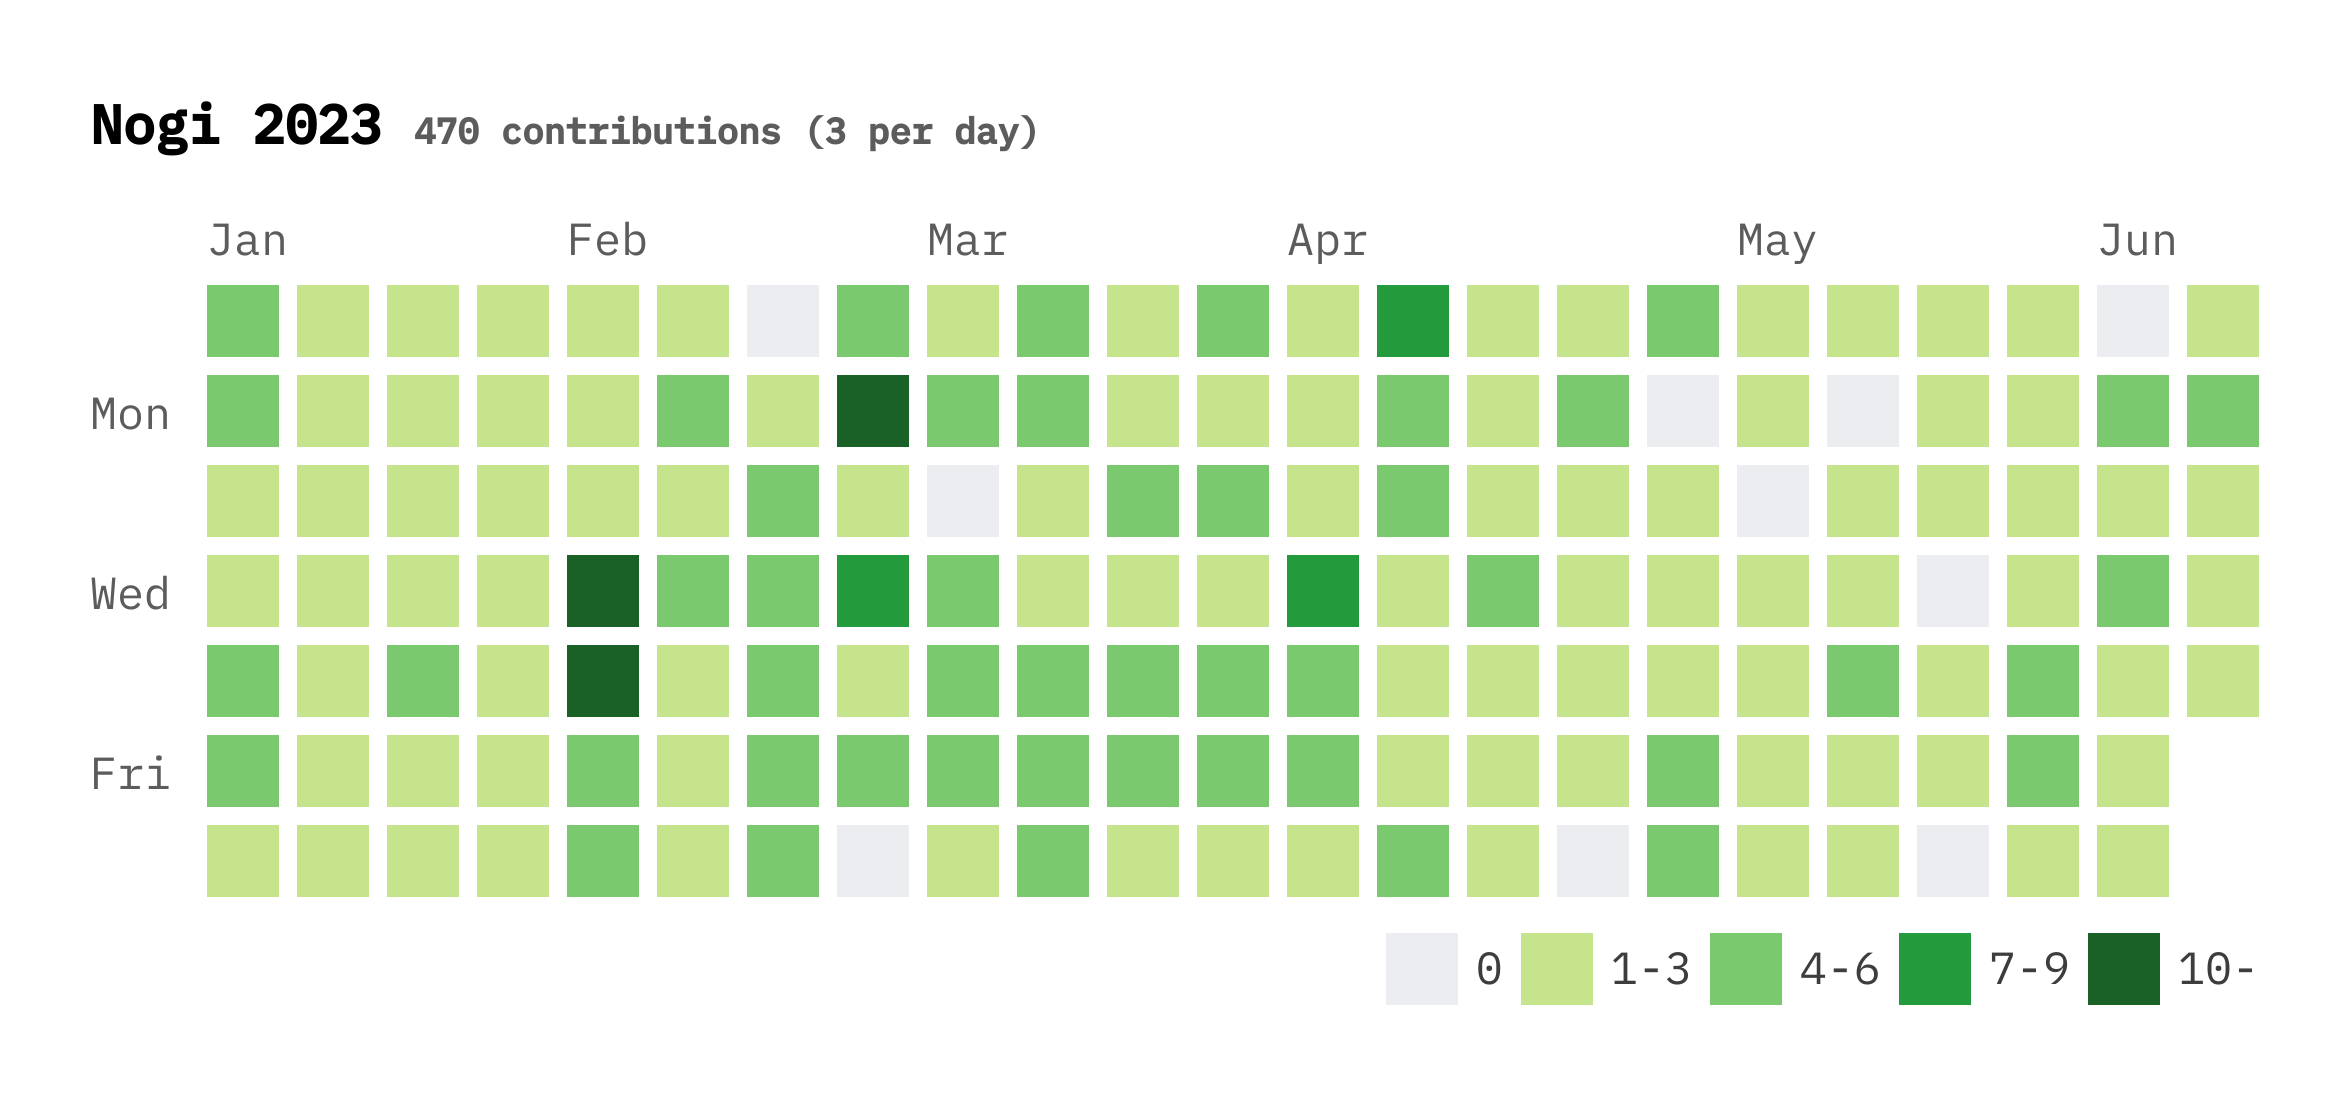 Nogi 2023 470 contributions (3 per day)
Jan Feb Mar Apr May Jun
Mon
Wed
Fri
0 1-3 4-6 7-9 10-